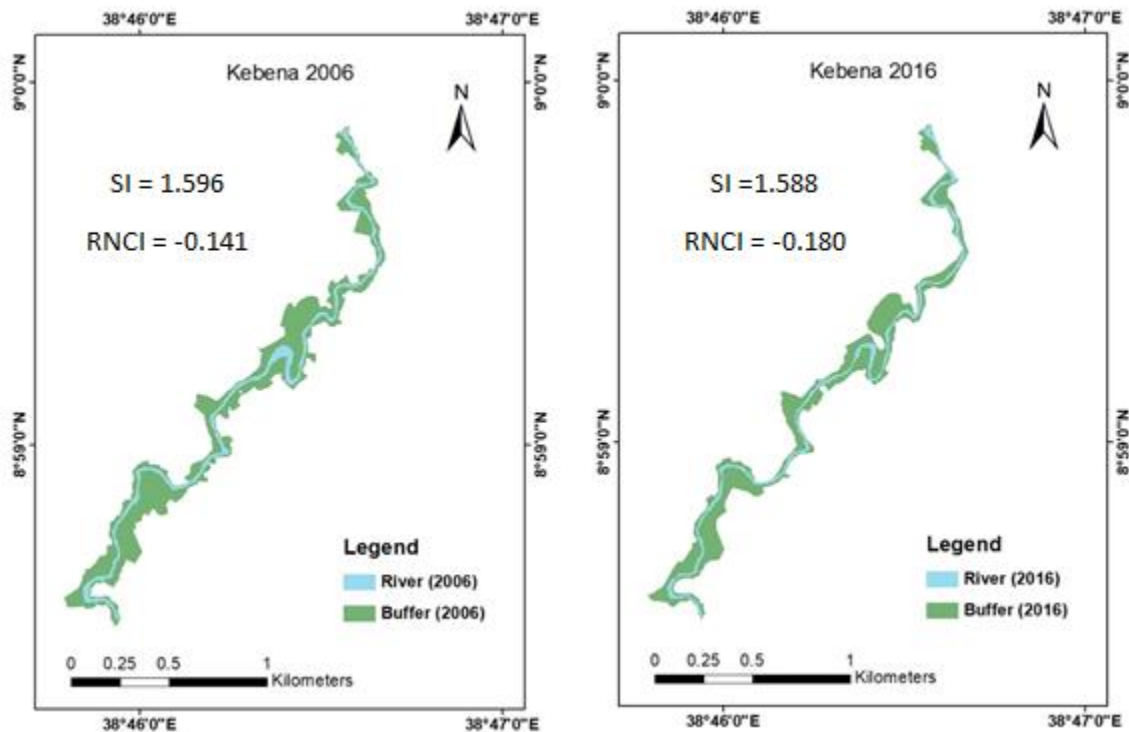 38°46'0"E 38°47'0"E
Kebena 2006
9°0'0"N
9°0'0"N
N
SI = 1.596
RNCI = -0.141
8°59'0"N
8°59'0"N
Legend
River (2006)
Buffer (2006)
0 0.25 0.5 1
Kilometers
38°46'0"E 38°47'0"E
38°46'0"E 38°47'0"E
Kebena 2016
9°0'0"N
9°0'0"N
N
SI =1.588
RNCI = -0.180
8°59'0"N
8°59'0"N
Legend
River (2016)
Buffer (2016)
0 0.25 0.5 1
Kilometers
38°46'0"E 38°47'0"E